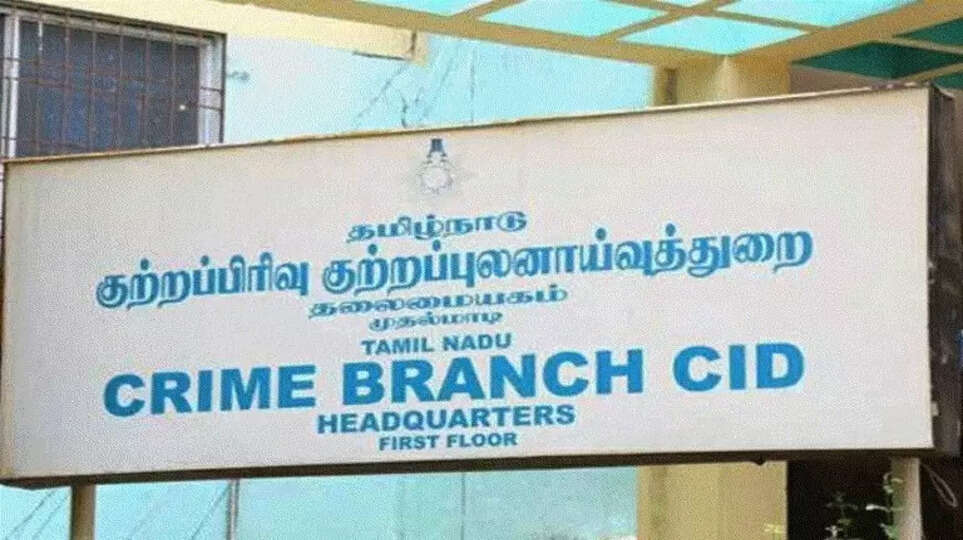 தமிழ்நாடு
குற்றப்பிரிவு குற்றப்புலனாய்வுத்துறை
தலைமையகம்
முதல்மாடி
TAMIL NADU
CRIME BRANCH CID
HEADQUARTERS
FIRST FLOOR